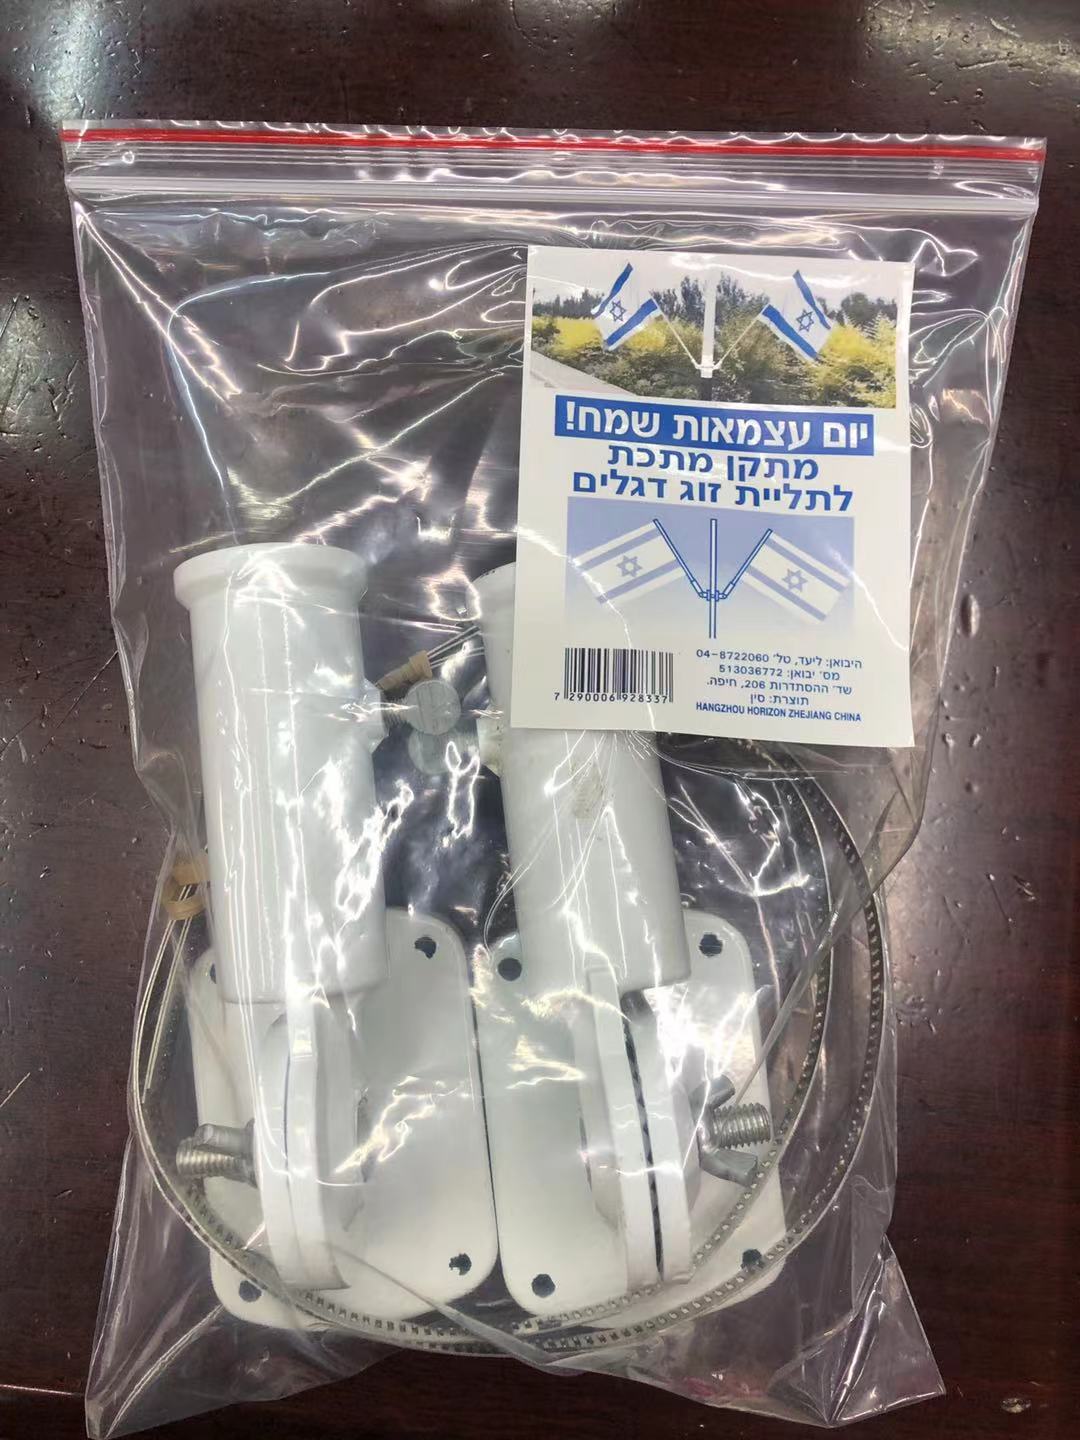 יום עצמאות שמח!
מתקן מתכת
לתליית זוג דגלים
היבואן: ליעד, טל' 04-8722060
מס' יבואן: 513036772
שד' ההסתדרות 206, חיפה.
תוצרת: סין
HANGZHOU HORIZON ZHEJIANG CHINA
7 290006 928337